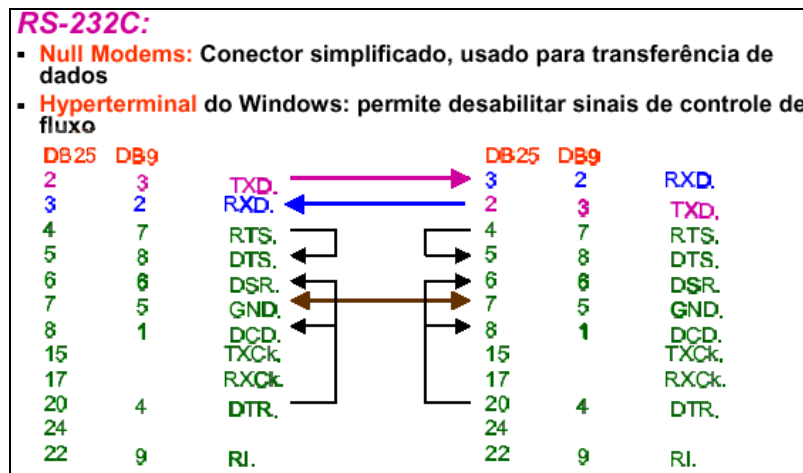 RS-232C:
▪ Null Modems: Conector simplificado, usado para transferência de
dados
▪ Hyperterminal do Windows: permite desabilitar sinais de controle de
fluxo
DB25 DB9 DB25 DB9
2 3 TXD. 3 2 RXD.
3 2 RXD. 2 3 TXD.
4 7 RTS. 4 7 RTS.
5 8 DTS. 5 8 DTS.
6 6 DSR. 6 6 DSR.
7 5 GND. 7 5 GND.
8 1 DCD. 8 1 DCD.
15 TXCk. 15 TXCk.
17 RXCk. 17 RXCk.
20 4 DTR. 20 4 DTR.
24 24
22 9 RI. 22 9 RI.